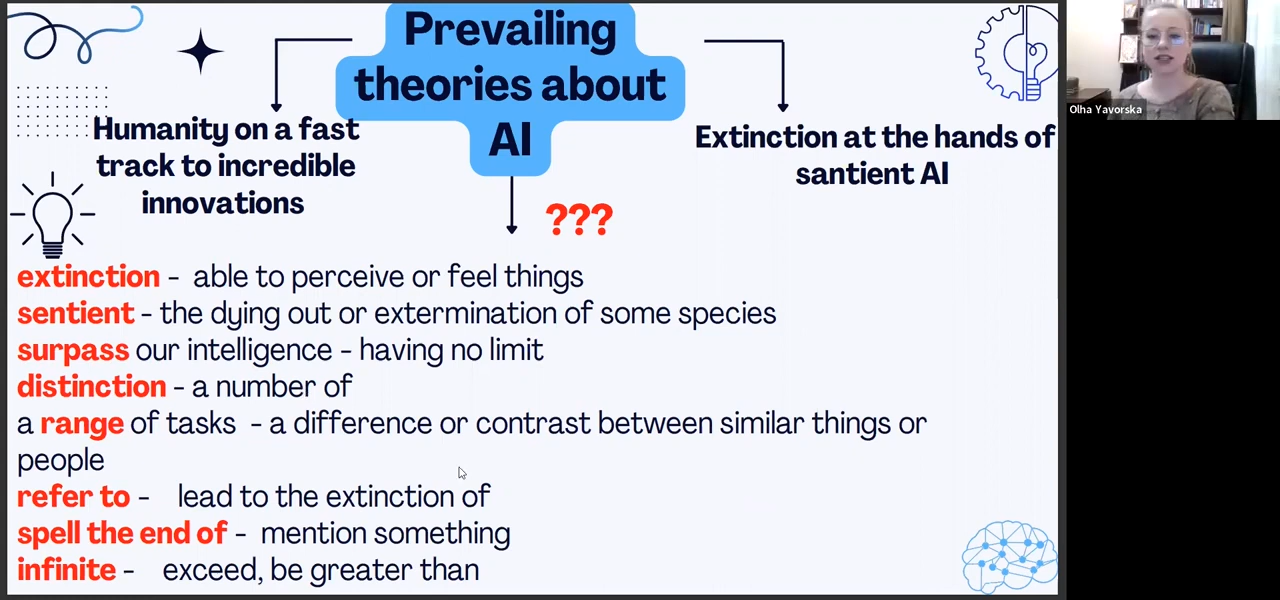 Prevailing
theories about
AI
Humanity on a fast
track to incredible
innovations
Extinction at the hands of
santient AI
???
extinction - able to perceive or feel things
sentient - the dying out or extermination of some species
surpass our intelligence - having no limit
distinction - a number of
a range of tasks - a difference or contrast between similar things or
people
refer to - lead to the extinction of
spell the end of - mention something
infinite - exceed, be greater than
Olha Yavorska